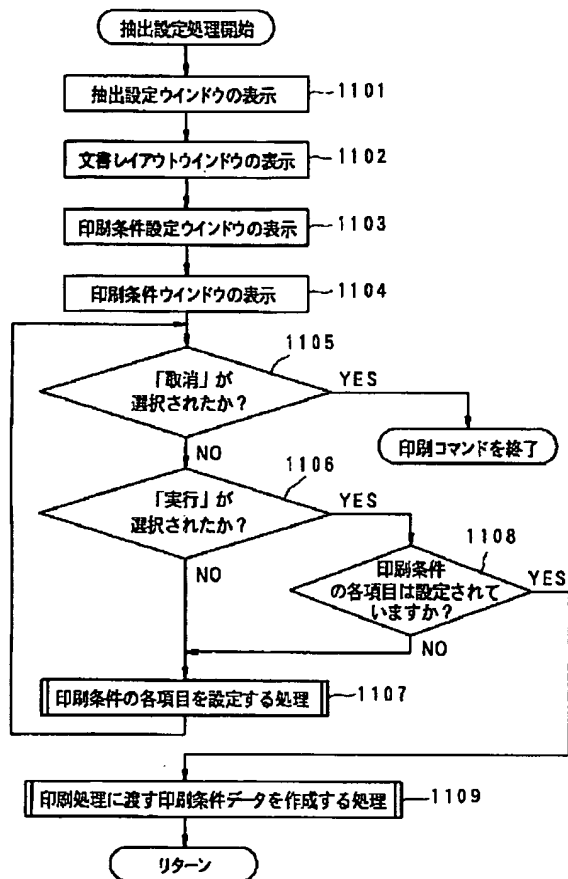 抽出設定処理開始
抽出設定ウインドウの表示
1101
文書レイアウトウインドウの表示
1102
印刷条件設定ウインドウの表示
1103
印刷条件ウインドウの表示
1104
1105
「取消」が
選択されたか?
YES
印刷コマンドを終了
NO
1106
「実行」が
選択されたか?
YES
1108
印刷条件
の各項目は設定されて
いますか?
YES
NO
NO
印刷条件の各項目を設定する処理
1107
印刷処理に渡す印刷条件データを作成する処理
1109
リターン